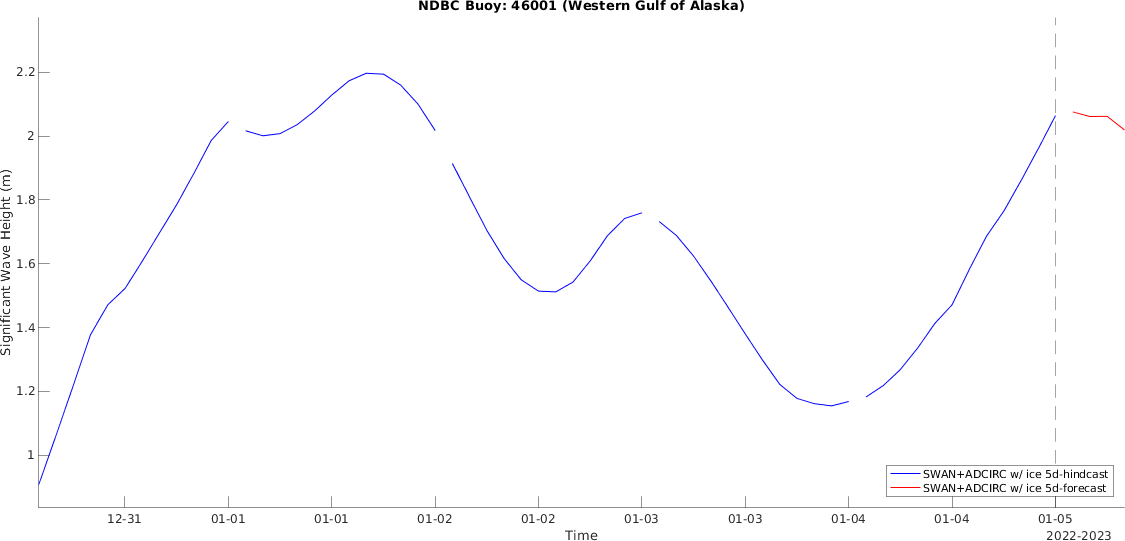 NDBC Buoy: 46001 (Western Gulf of Alaska)
Significant Wave Height (m)
2.2
2
1.8
1.6
1.4
1.2
1
SWAN+ADCIRC w/ ice 5d-hindcast
SWAN+ADCIRC w/ ice 5d-forecast
12-31 01-01 01-01 01-02 01-02 01-03 01-03 01-04 01-04 01-05
Time
2022-2023